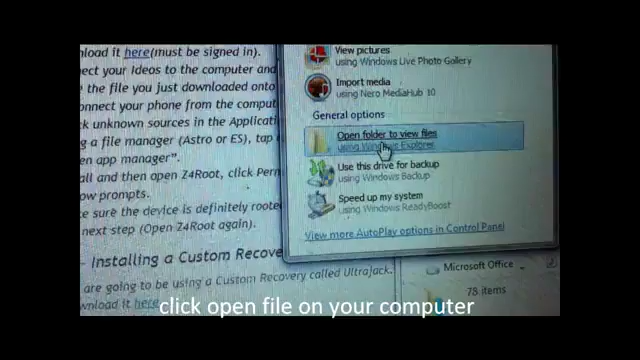 nload it here(must be signed in).
nect your Ideos to the computer and
e the file you just downloaded onto
onnect your phone from the comput
k unknown sources in the Applicati
g a file manager (Astro or ES), tap
en app manager".
all and then open Z4Root, click Perm
ow prompts.
ke sure the device is definitely roote
next step (Open Z4Root again).
- Installing a Custom Recove
are going to be using a Custom Recovery called UltraJack.
wnload it here
View pictures
using Windows Live Photo Gallery
Import media
using Nero MediaHub 10
General options
Open folder to view files
using Windows Explorer
Use this drive for backup
using Windows Backup
Speed up my system
using Windows ReadyBoost
View more AutoPlay options in Control Panel
Microsoft Office
78 items
click open file on your computer